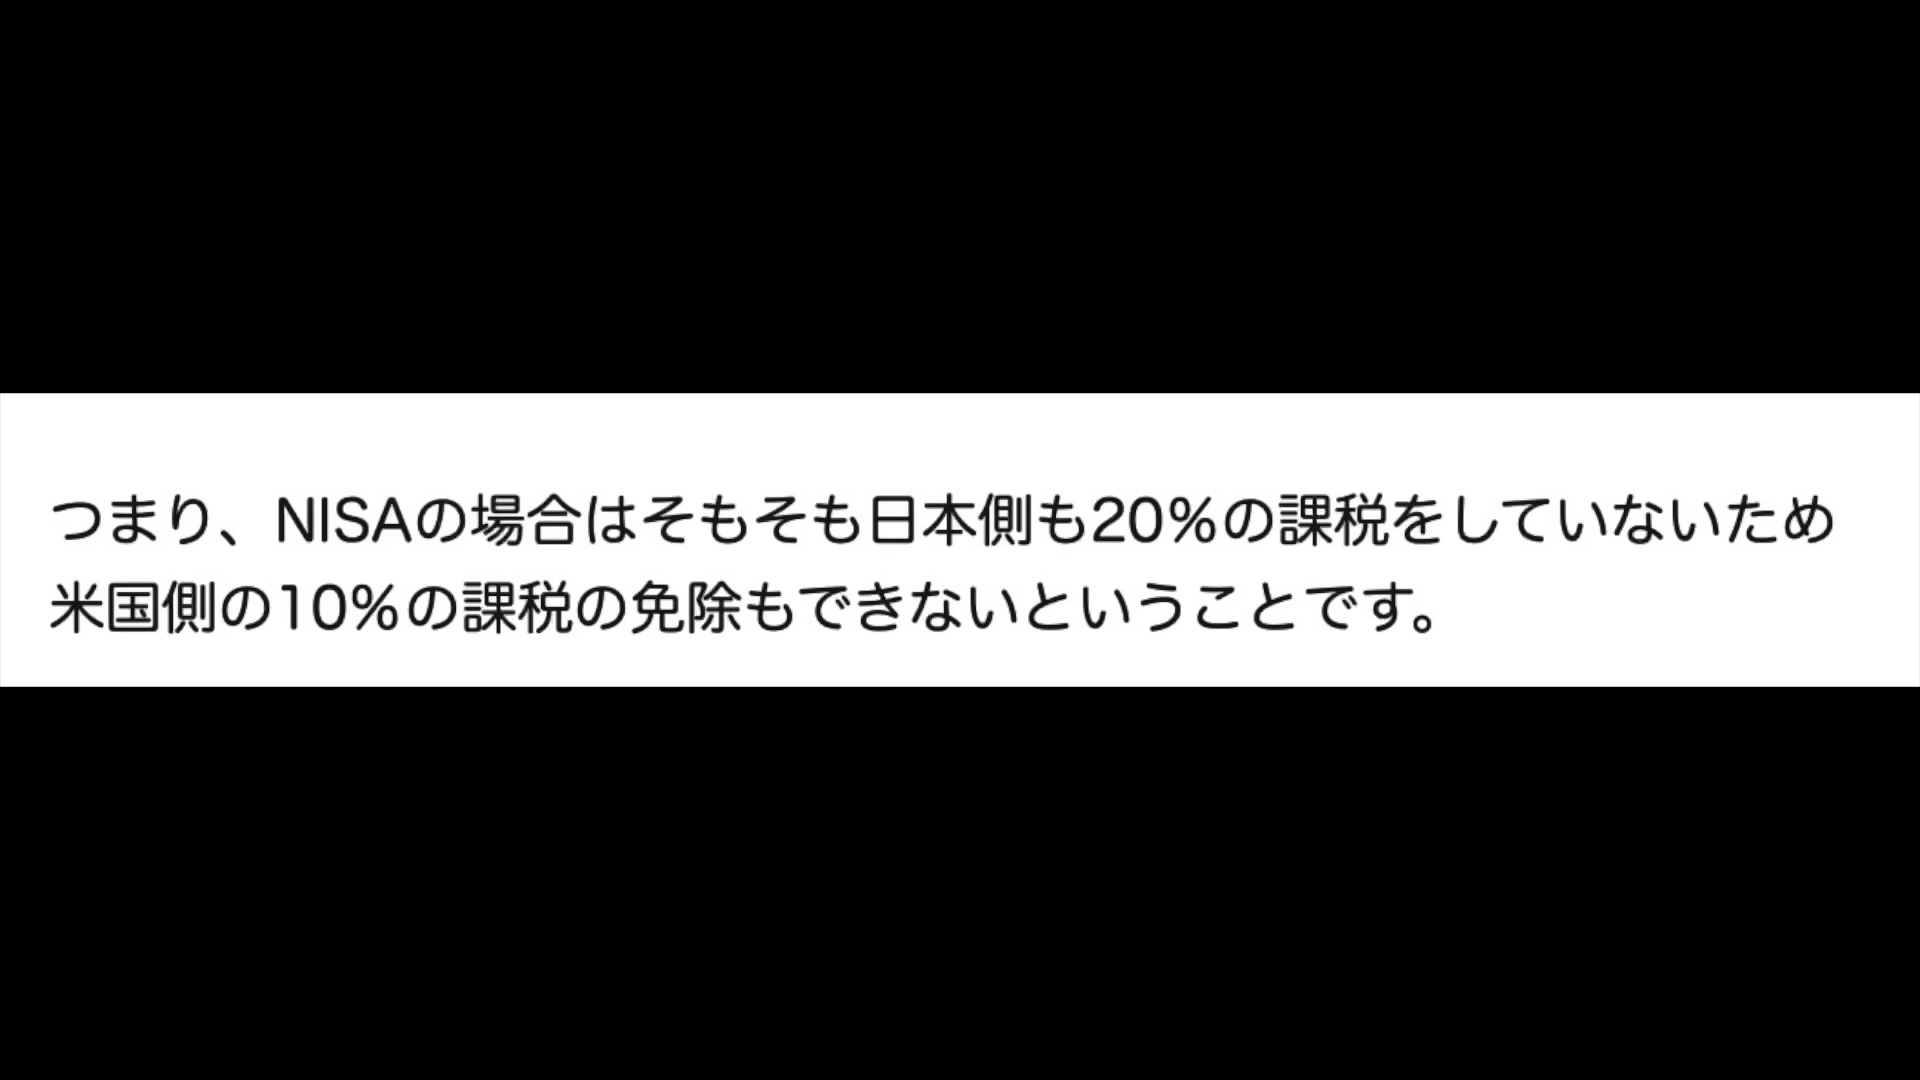 つまり、NISAの場合はそもそも日本側も20%の課税をしていないため
米国側の10%の課税の免除もできないということです。